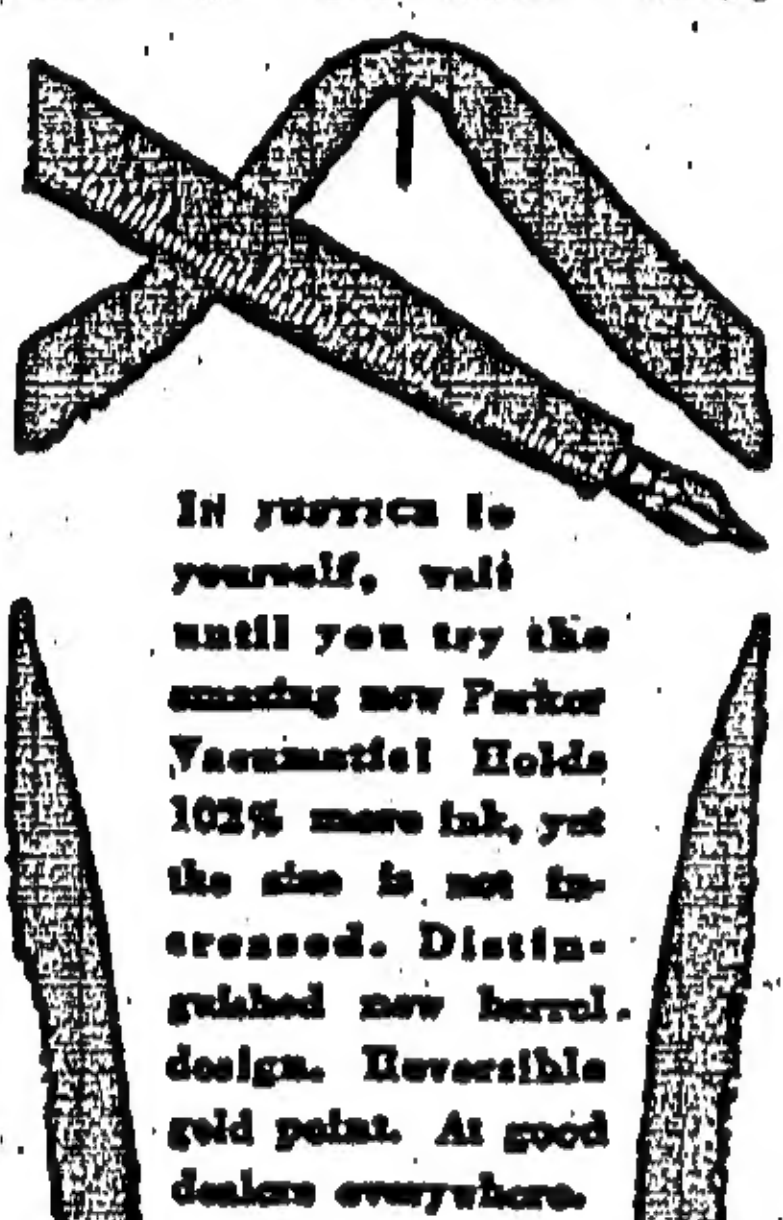 IN JUSTICE to
yourself, wait
until you try the
amazing new Parker
Vacumatic! Holds
102% more ink, yet
the size is not in-
creased. Distin-
guished new barrel
design. Reversible
gold point. At good
dealers everywhere.